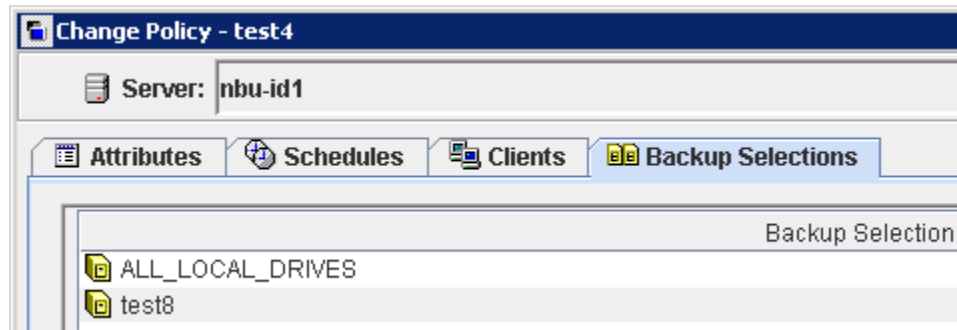 Change Policy - test4
Server: nbu-id1
Attributes Schedules Clients Backup Selections
Backup Selection
ALL_LOCAL_DRIVES
test8